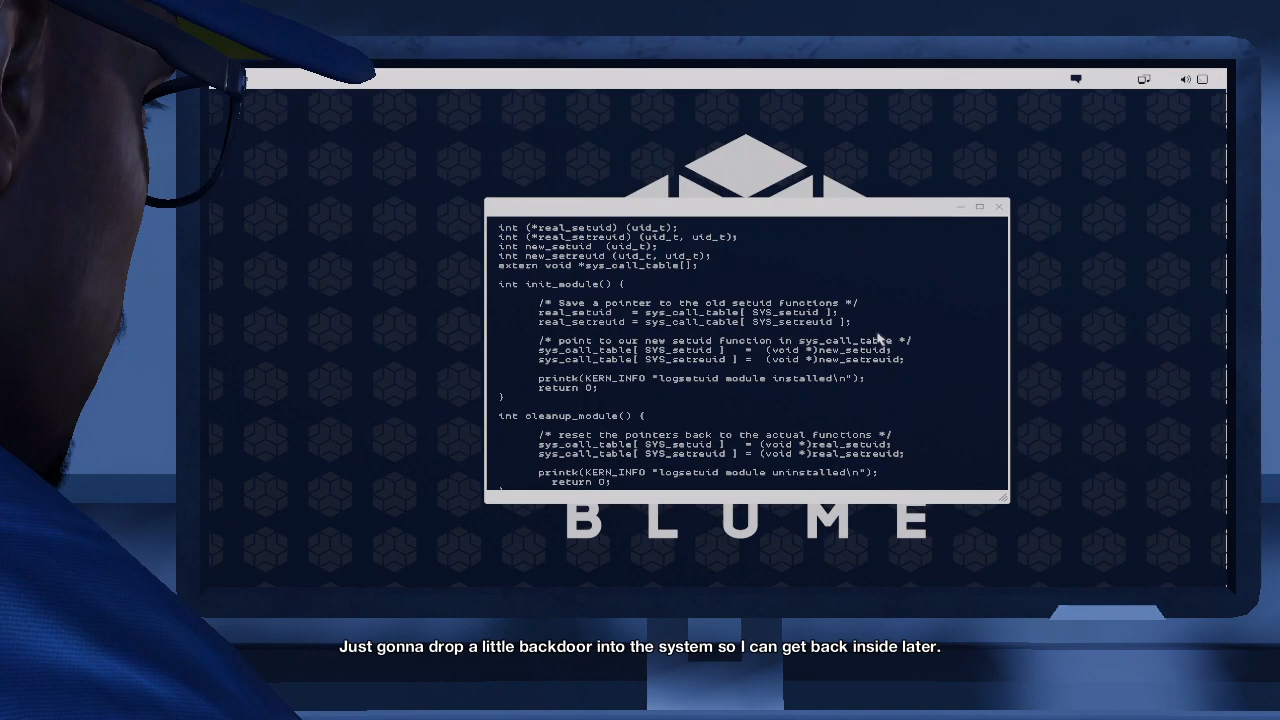 int (*real_setuid) (uid_t);
int (*real_setreuid) (uid_t, uid_t);
int new_setuid  (uid_t);
int new_setreuid (uid_t, uid_t);
extern void *sys_call_table[];
int init_module() {
/* Save a pointer to the old setuid functions */
real_setuid   = sys_call_table[ SYS_setuid ];
real_setreuid = sys_call_table[ SYS_setreuid ];
/* point to our new setuid function in sys_call_table */
sys_call_table[ SYS_setuid ]   =  (void *)new_setuid;
sys_call_table[ SYS_setreuid ] =  (void *)new_setreuid;
printk(KERN_INFO "logsetuid module installed\n");
return 0;
}
int cleanup_module() {
/* reset the pointers back to the actual functions */
sys_call_table[ SYS_setuid ]   = (void *)real_setuid;
sys_call_table[ SYS_setreuid ] = (void *)real_setreuid;
printk(KERN_INFO "logsetuid module uninstalled\n");
return 0;
BLUME
Just gonna drop a little backdoor into the system so I can get back inside later.